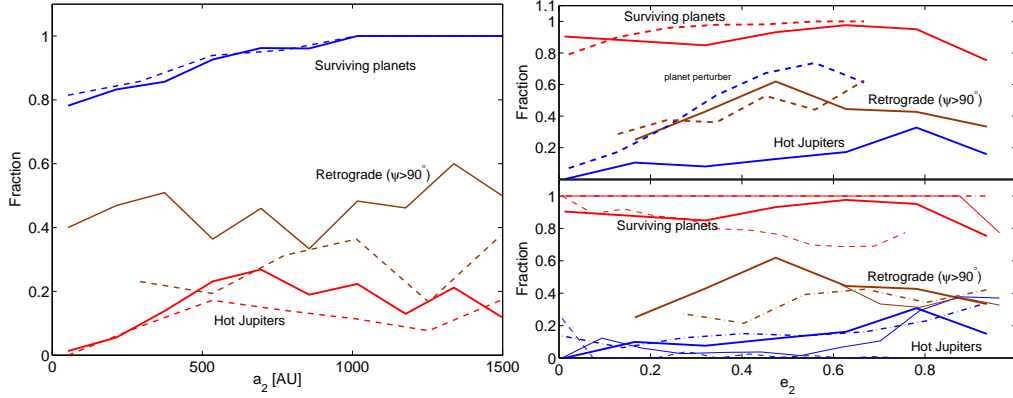 1
0.8
0.6
0.4
0.2
0
Fraction
Surviving planets
Retrograde (ψ>90°)
Hot Jupiters
0
500
1000
1500
a₂ [AU]
1.1
1
0.8
0.6
0.4
0.2
Fraction
Surviving planets
planet perturber
Retrograde (ψ>90°)
Hot Jupiters
1
0.8
0.6
0.4
0.2
0
Fraction
Surviving planets
Retrograde (ψ>90°)
Hot Jupiters
0
0.2
0.4
0.6
0.8
e₂